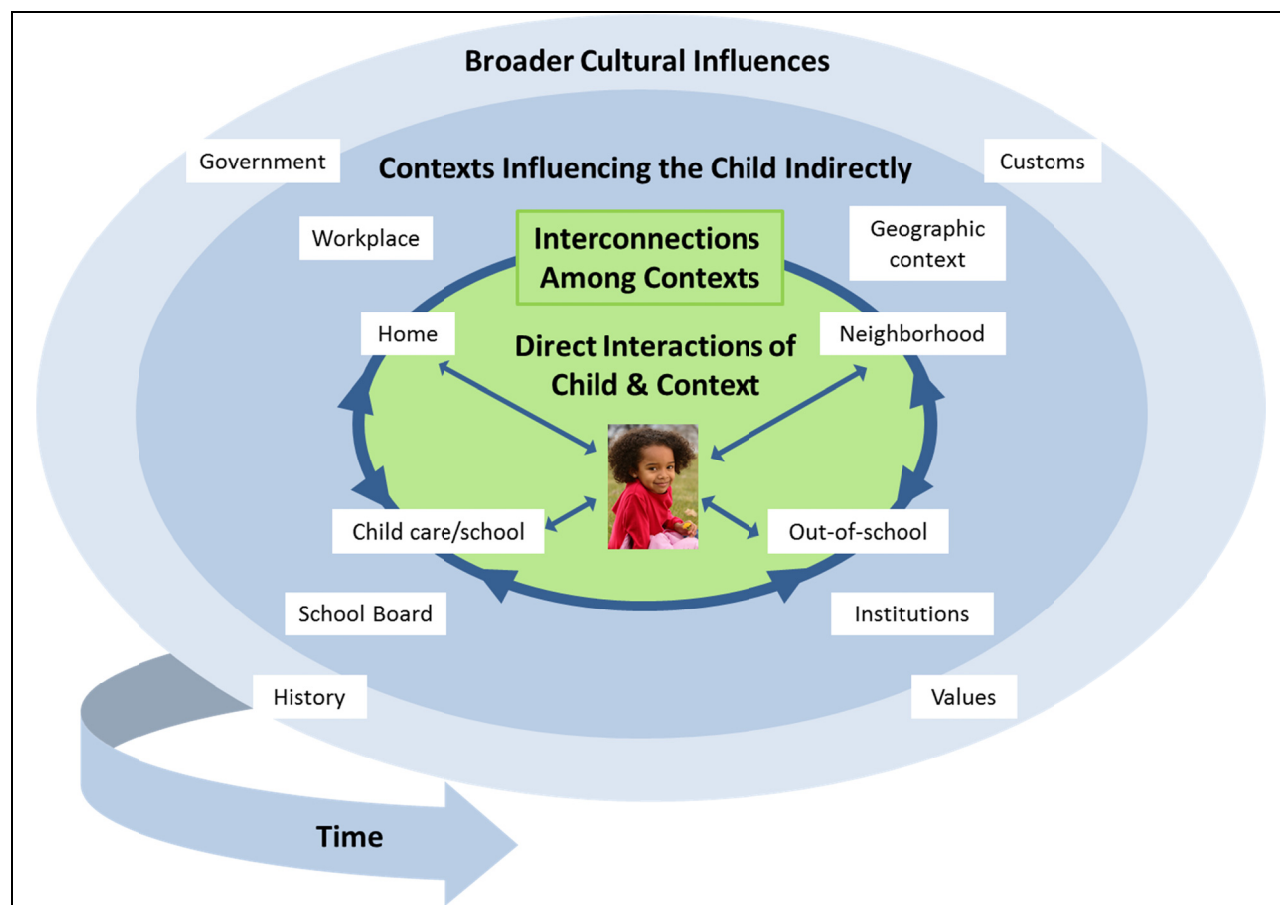 Broader Cultural Influences
Government
Customs
Contexts Influencing the Child Indirectly
Workplace
Geographic
context
Interconnections
Among Contexts
Home
Neighborhood
Direct Interactions of
Child & Context
Child care/school
Out-of-school
School Board
Institutions
History
Values
Time